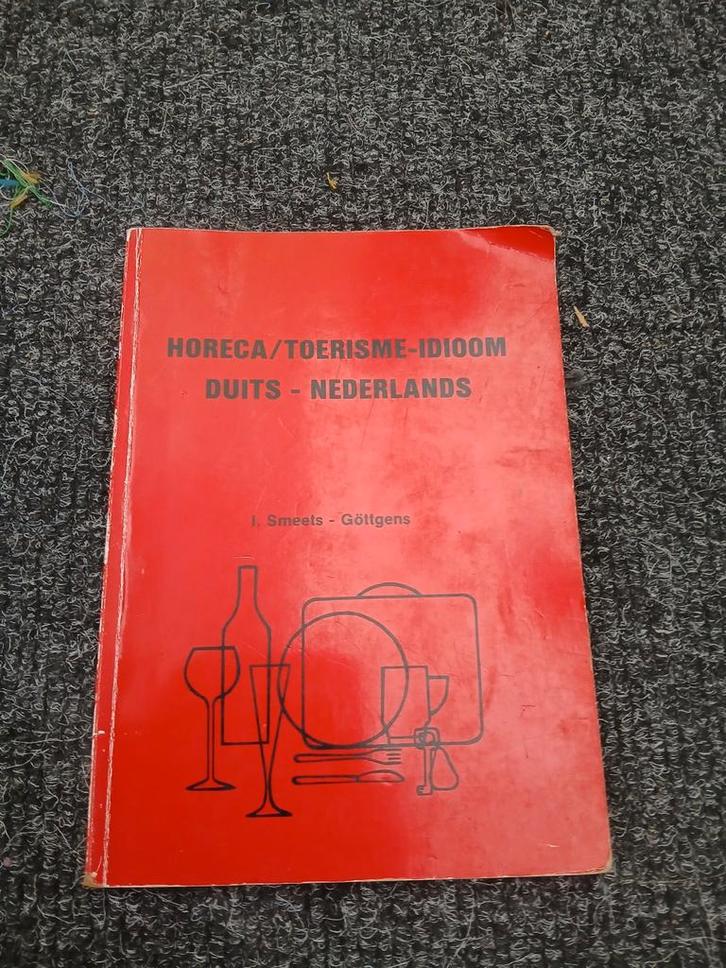 HORECA/TOERISME-IDIOOM
DUITS - NEDERLANDS
I. Smeets - Göttgens